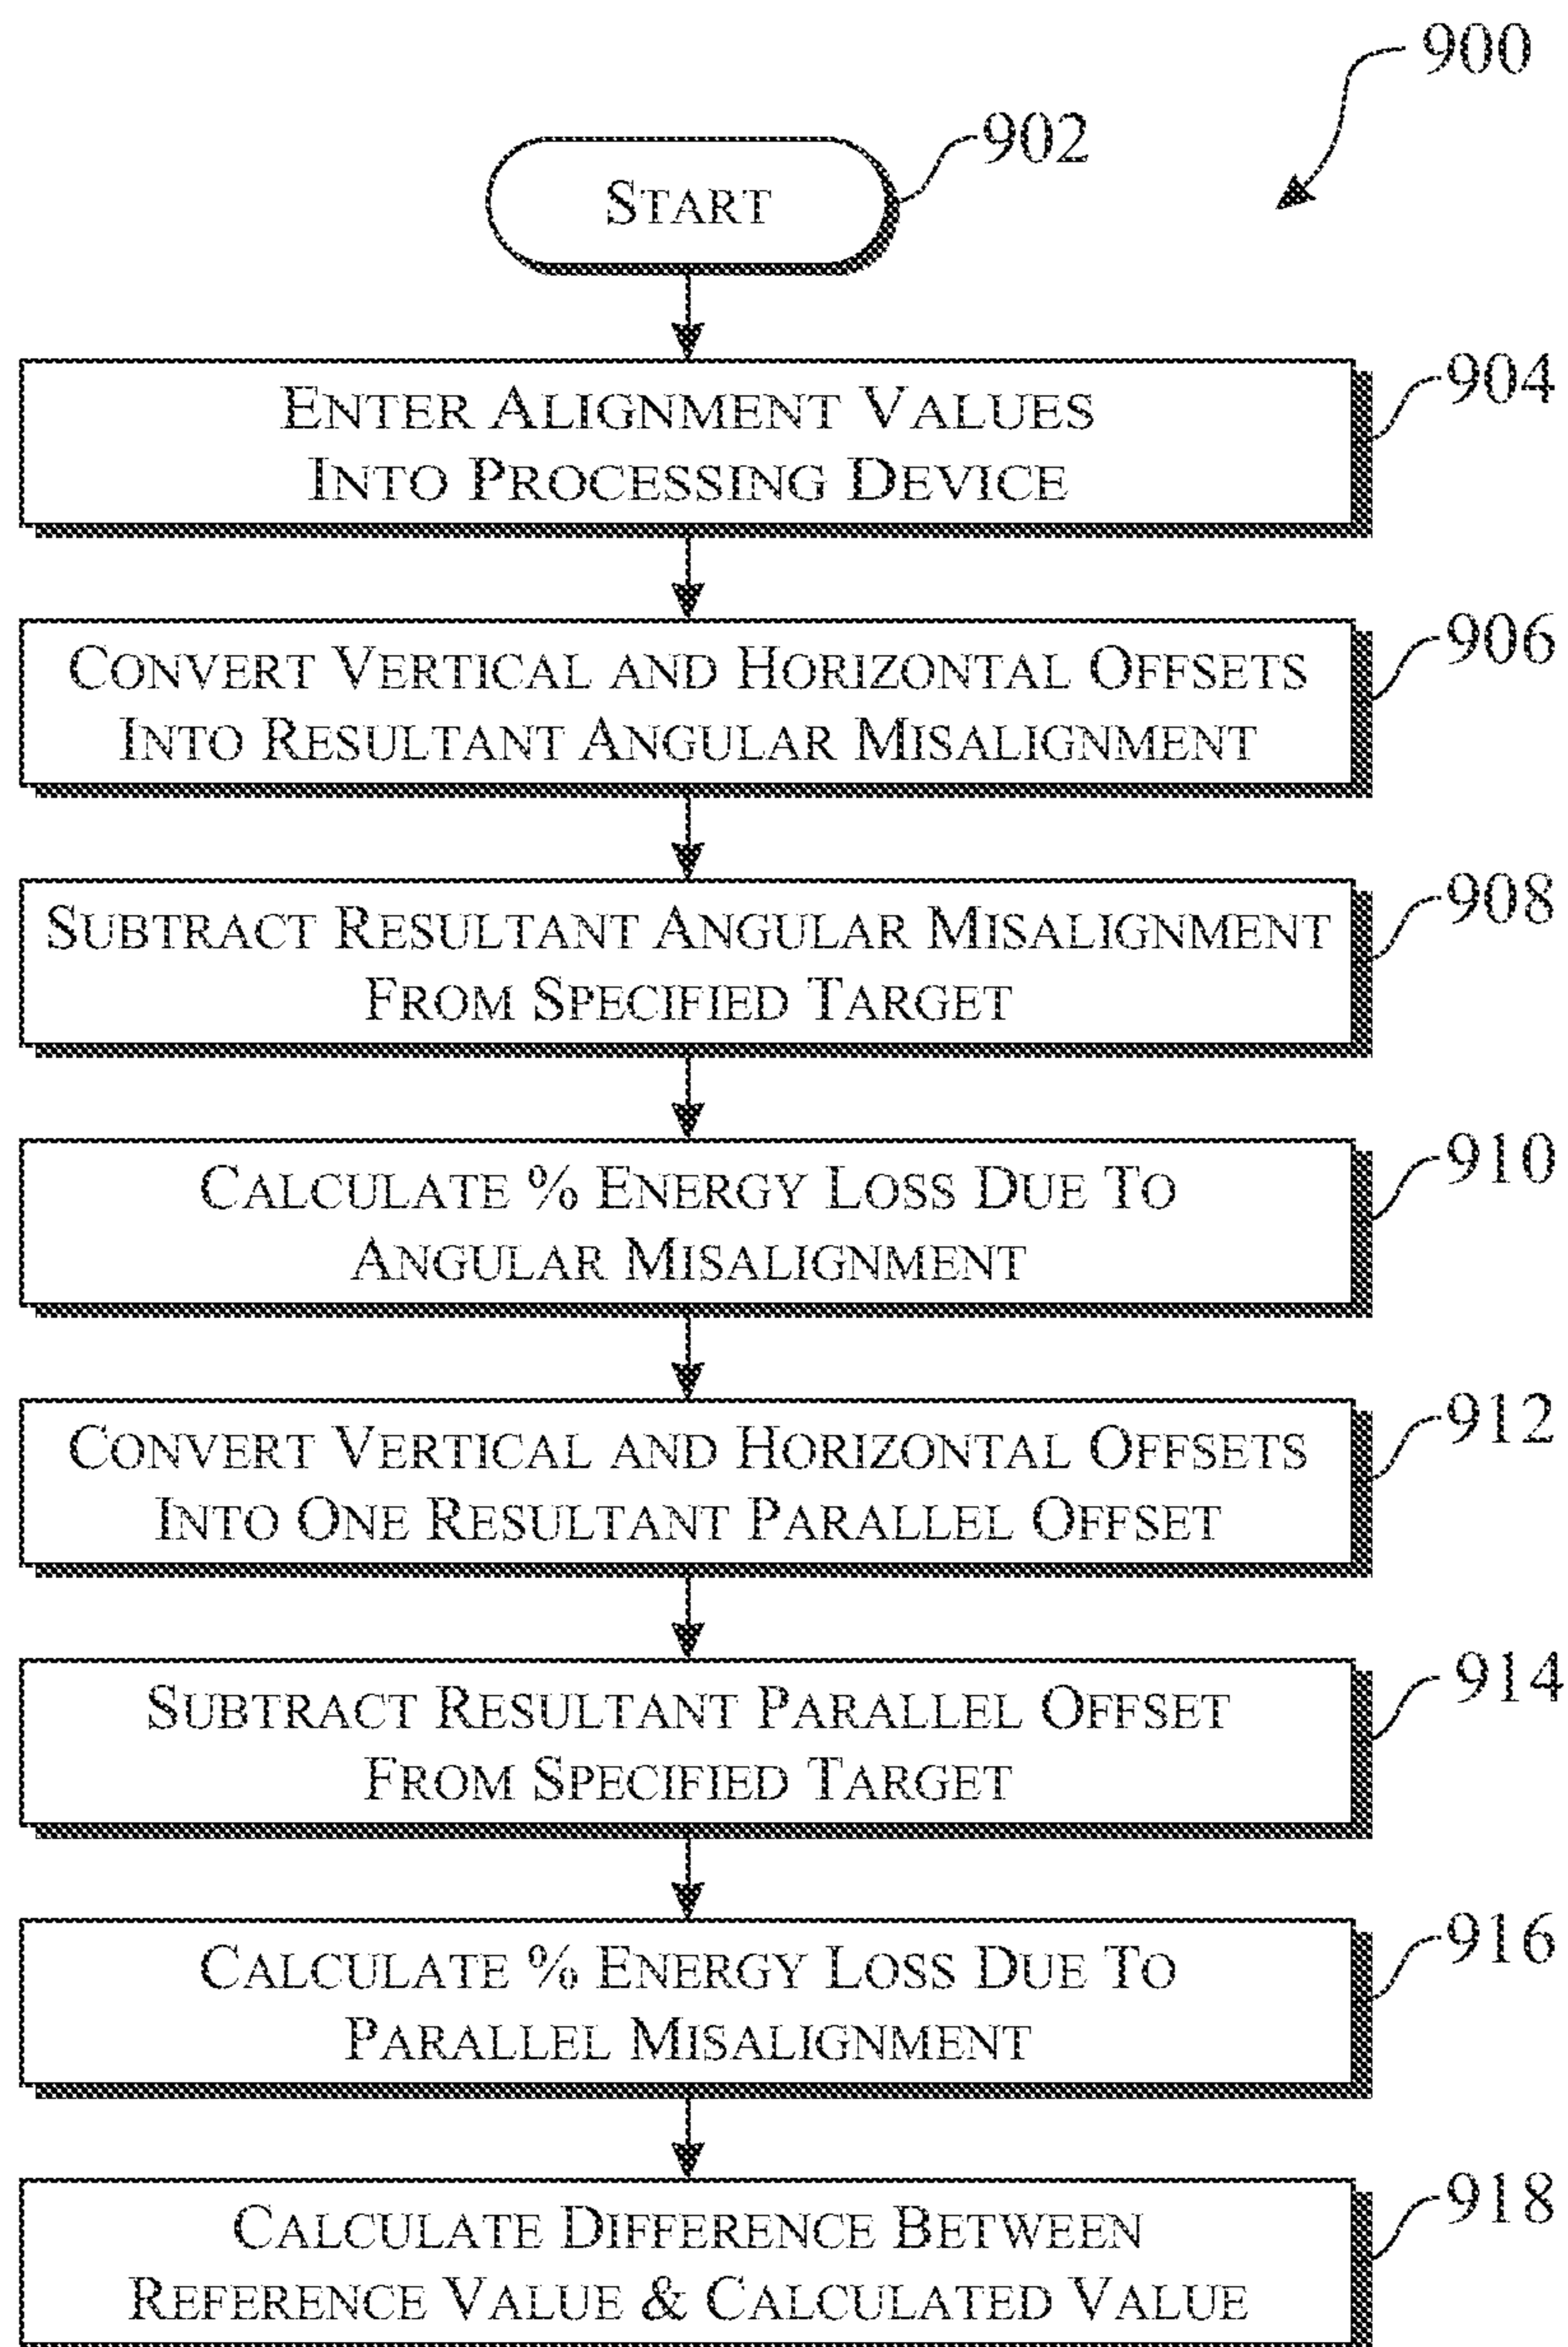 900
902
START
904
ENTER ALIGNMENT VALUES
INTO PROCESSING DEVICE
906
CONVERT VERTICAL AND HORIZONTAL OFFSETS
INTO RESULTANT ANGULAR MISALIGNMENT
908
SUBTRACT RESULTANT ANGULAR MISALIGNMENT
FROM SPECIFIED TARGET
910
CALCULATE % ENERGY LOSS DUE TO
ANGULAR MISALIGNMENT
912
CONVERT VERTICAL AND HORIZONTAL OFFSETS
INTO ONE RESULTANT PARALLEL OFFSET
914
SUBTRACT RESULTANT PARALLEL OFFSET
FROM SPECIFIED TARGET
916
CALCULATE % ENERGY LOSS DUE TO
PARALLEL MISALIGNMENT
918
CALCULATE DIFFERENCE BETWEEN
REFERENCE VALUE & CALCULATED VALUE